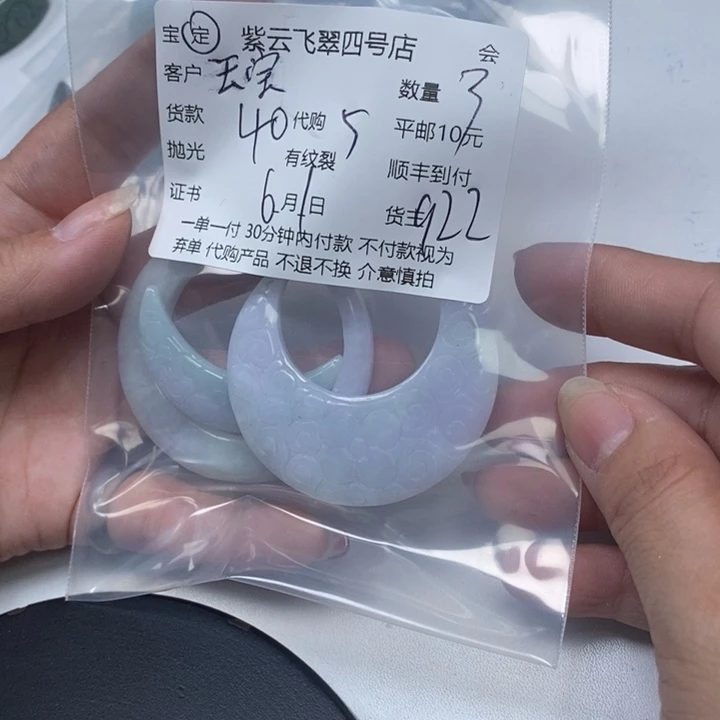 宝 定 紫云飞翠四号店 会
客户 王宝 数量 3
货款 40 代购 5 平邮10元
抛光 有纹裂 顺丰到付
证书 6月1日 货主 922
一单一付 30分钟内付款 不付款视为
弃单 代购产品 不退不换 介意慎拍